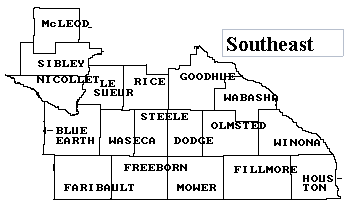 McLEOD
Southeast
SIBLEY
NICOLLET
LE
SUEUR
RICE
GOODHUE
WABASHA
STEELE
BLUE
EARTH
WASECA
DODGE
OLMSTED
WINONA
FREEBORN
FARIBAULT
MOWER
FILLMORE
HOUS
TON